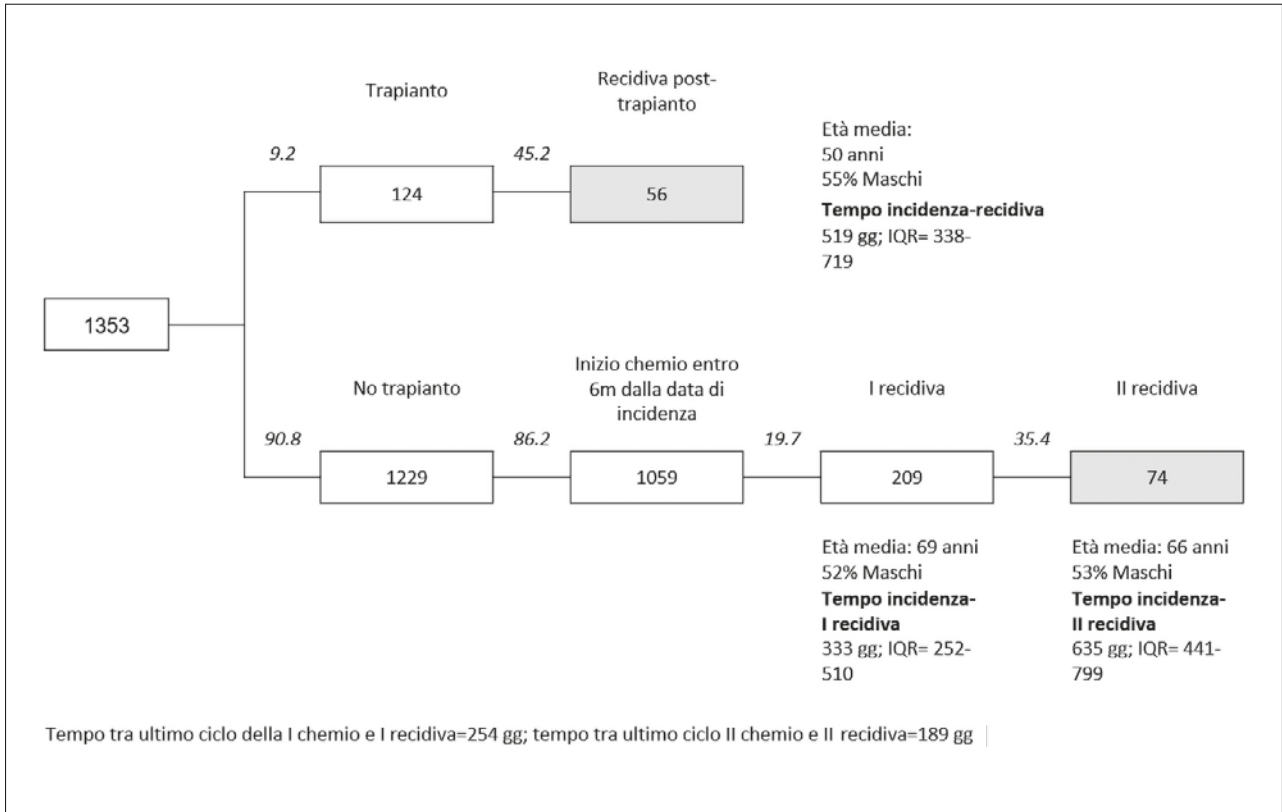 Trapianto
Recidiva post-
trapianto
9.2
45.2
124
56
Età media:
50 anni
55% Maschi
Tempo incidenza-recidiva
519 gg; IQR= 338-
719
1353
No trapianto
Inizio chemio entro
6m dalla data di
incidenza
I recidiva
II recidiva
90.8
86.2
19.7
35.4
1229
1059
209
74
Età media: 69 anni
52% Maschi
Tempo incidenza-
I recidiva
333 gg; IQR= 252-
510
Età media: 66 anni
53% Maschi
Tempo incidenza-
II recidiva
635 gg; IQR= 441-
799
Tempo tra ultimo ciclo della I chemio e I recidiva=254 gg; tempo tra ultimo ciclo II chemio e II recidiva=189 gg